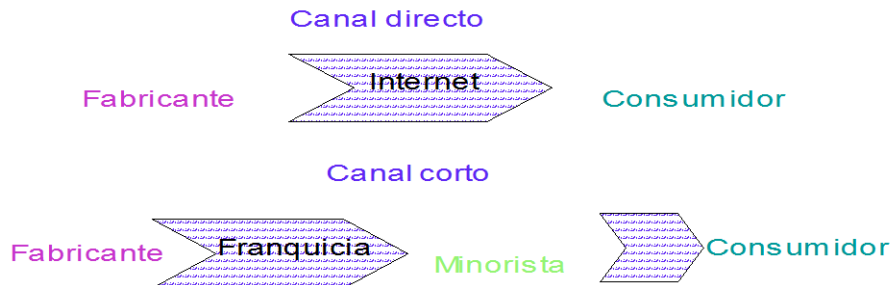 Canal directo
Fabricante Internet Consumidor
Canal corto
Fabricante Franquicia Minorista Consumidor